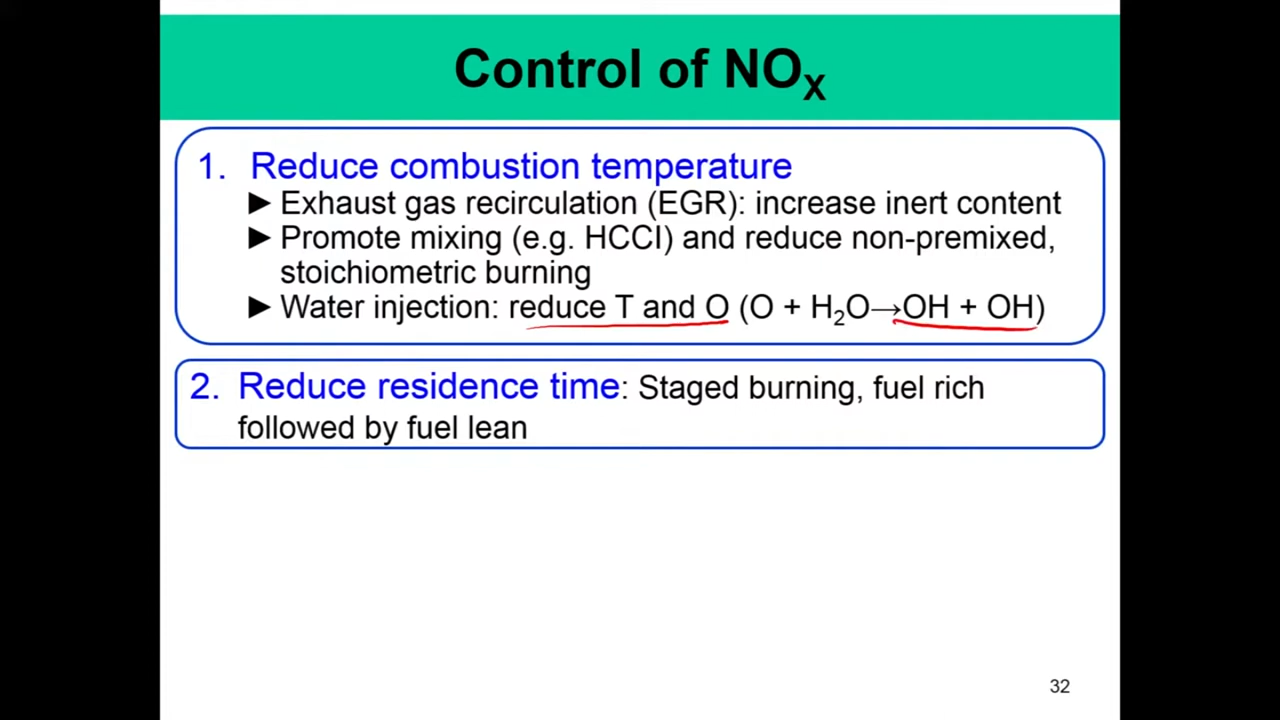 Control of NOX
1. Reduce combustion temperature
►Exhaust gas recirculation (EGR): increase inert content
►Promote mixing (e.g. HCCI) and reduce non-premixed,
stoichiometric burning
►Water injection: reduce T and O (O + H2O→OH + OH)
2. Reduce residence time: Staged burning, fuel rich
followed by fuel lean
32